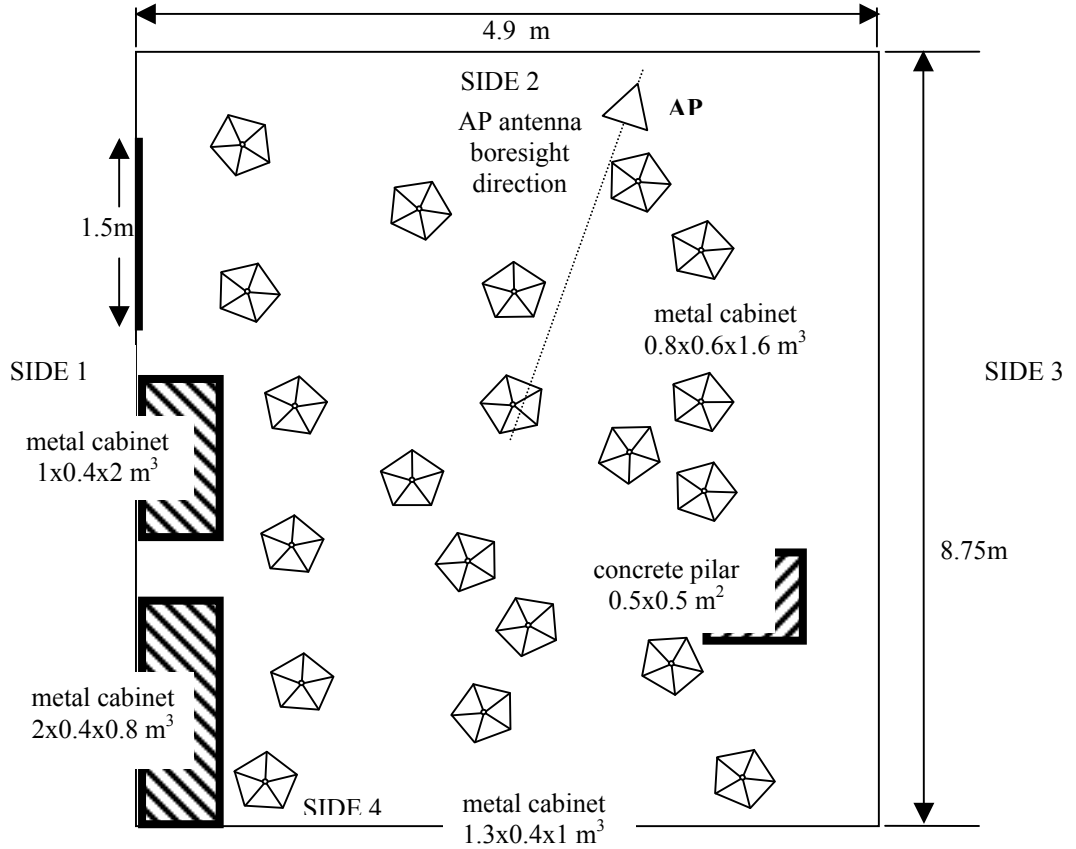 4.9 m
SIDE 2
AP
AP antenna
boresight
direction
1.5m
metal cabinet
0.8x0.6x1.6 m³
SIDE 1
SIDE 3
metal cabinet
1x0.4x2 m³
8.75m
concrete pilar
0.5x0.5 m²
metal cabinet
2x0.4x0.8 m³
SIDE 4
metal cabinet
1.3x0.4x1 m³